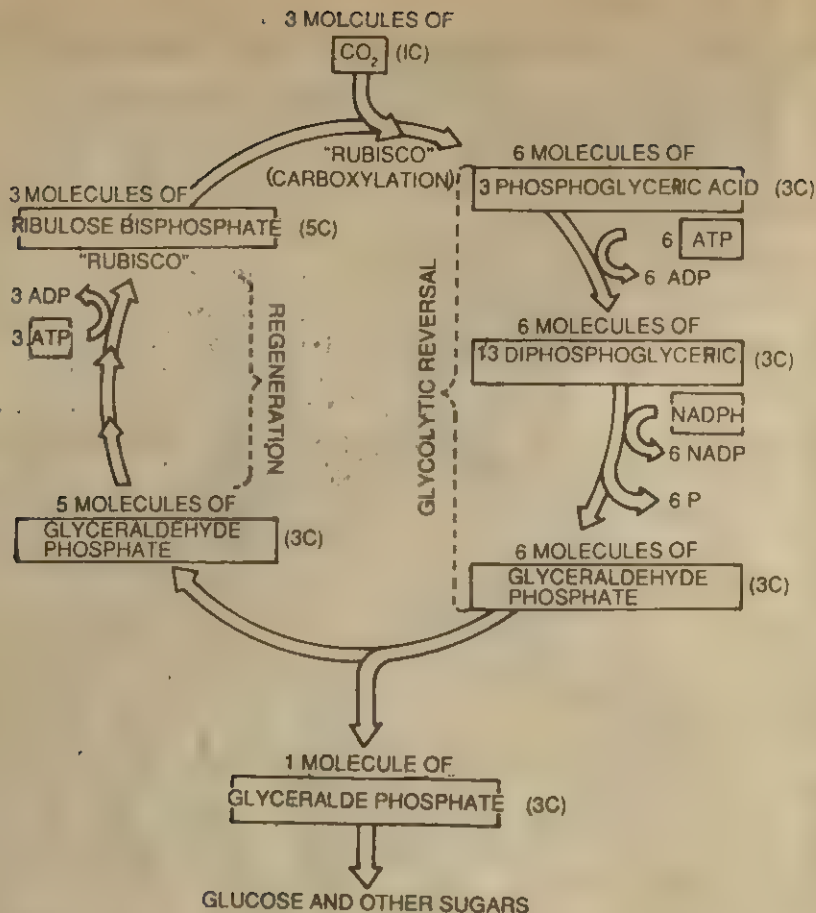 3 MOLCULES OF
CO₂ (IC)
"RUBISCO"
(CARBOXYLATION)
6 MOLECULES OF
3 PHOSPHOGLYCERIC ACID (3C)
6 ATP
6 ADP
6 MOLECULES OF
13 DIPHOSPHOGLYCERIC (3C)
NADPH
6 NADP
6 P
6 MOLECULES OF
GLYCERALDEHYDE
PHOSPHATE (3C)
GLYCOLYTIC REVERSAL
3 MOLECULES OF
RIBULOSE BISPHOSPHATE (5C)
"RUBISCO"
3 ADP
3 ATP
REGENERATION
5 MOLECULES OF
GLYCERALDEHYDE
PHOSPHATE (3C)
1 MOLECULE OF
GLYCERALDE PHOSPHATE (3C)
GLUCOSE AND OTHER SUGARS